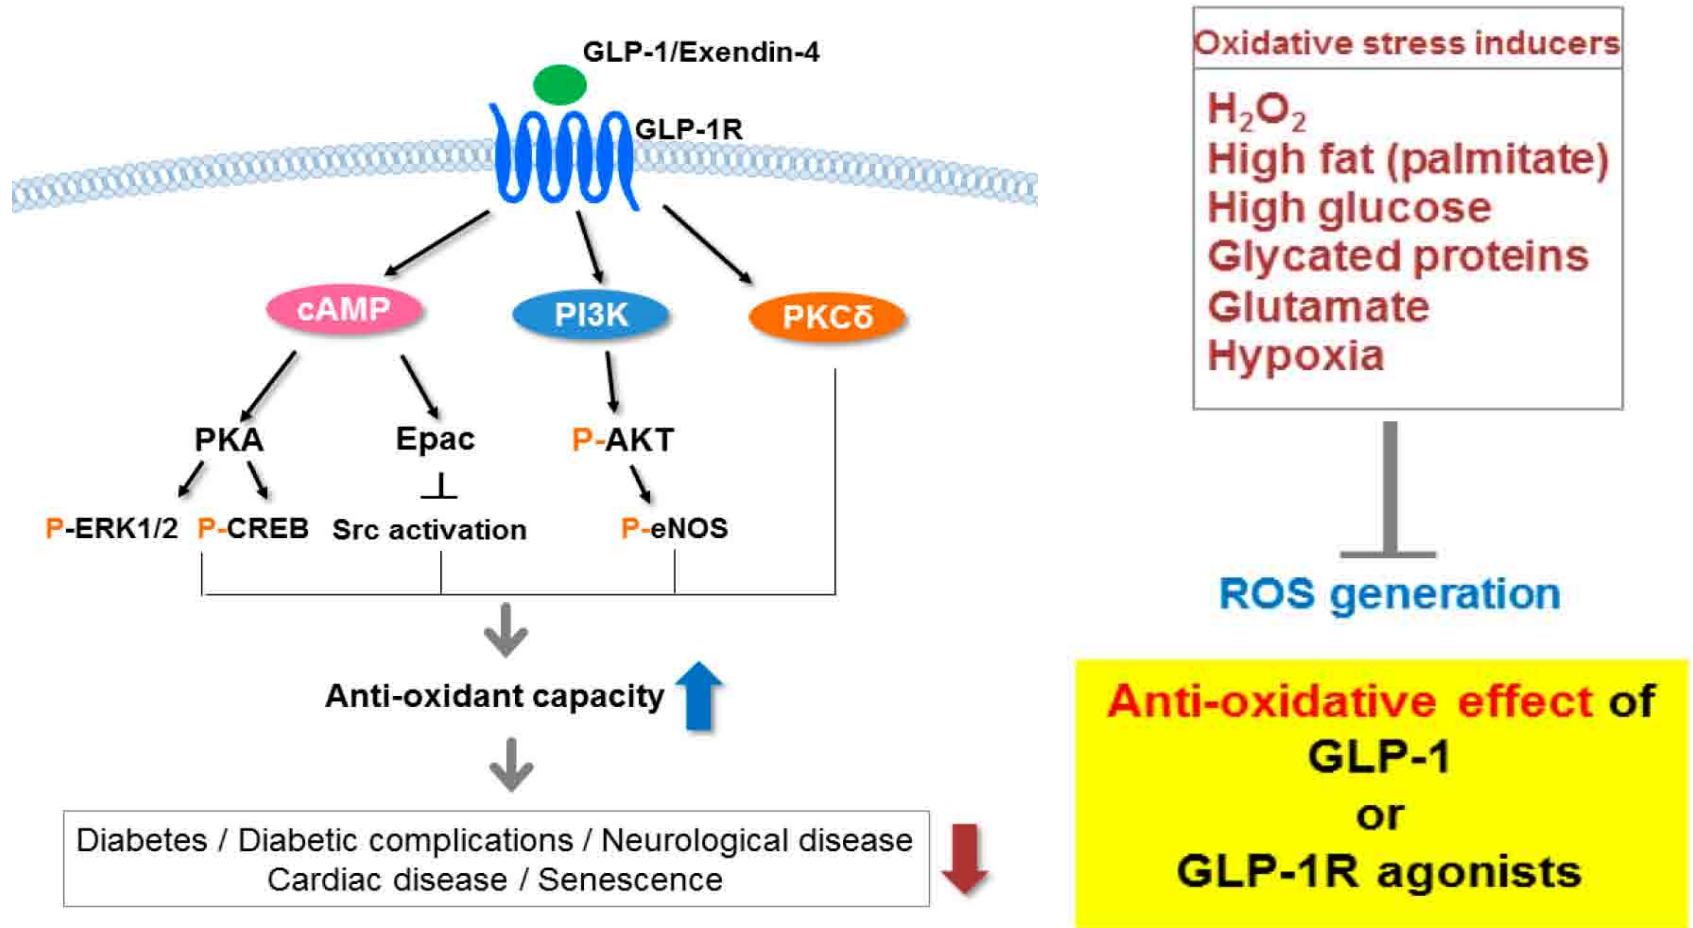 GLP-1/Exendin-4
GLP-1R
cAMP
PI3K
PKCδ
PKA
Epac
P-AKT
P-ERK1/2
P-CREB
Src activation
P-eNOS
Anti-oxidant capacity
Diabetes / Diabetic complications / Neurological disease
Cardiac disease / Senescence
Oxidative stress inducers
H₂O₂
High fat (palmitate)
High glucose
Glycated proteins
Glutamate
Hypoxia
ROS generation
Anti-oxidative effect of
GLP-1
or
GLP-1R agonists